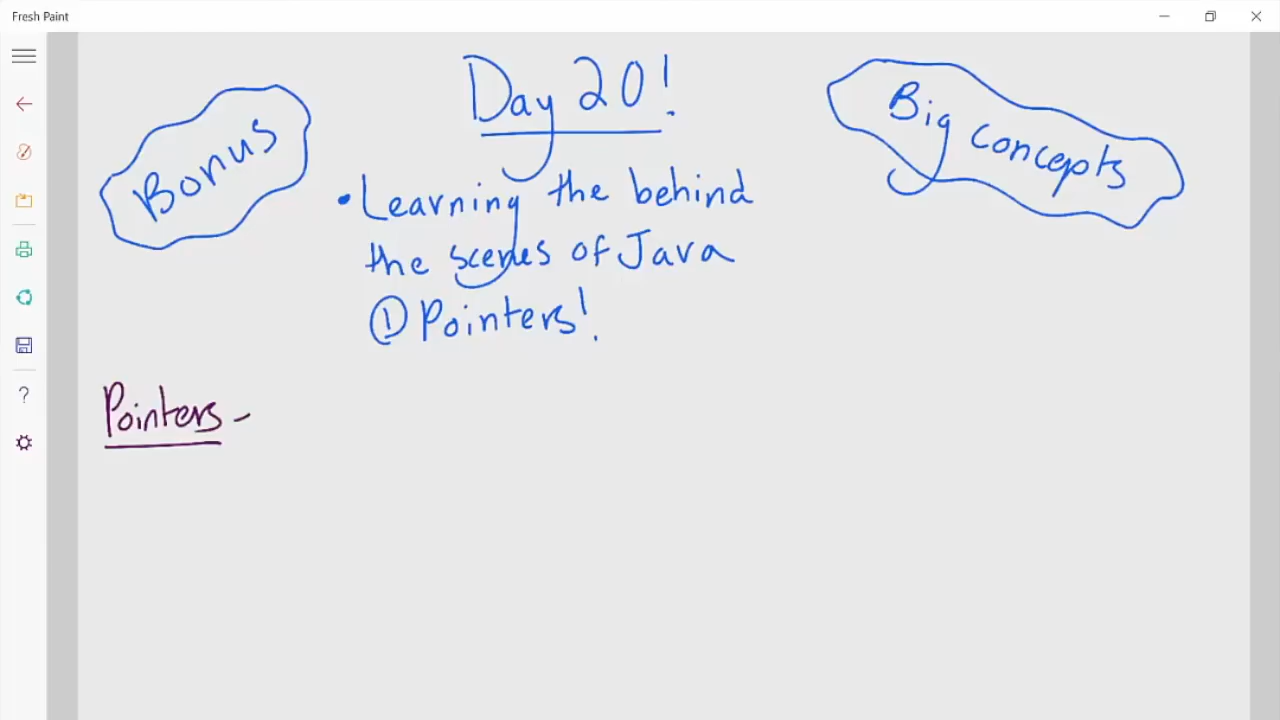 Fresh Paint
Day 20!
Bonus
Big concepts
• Learning the behind
the scenes of Java
① Pointers!
Pointers -
?